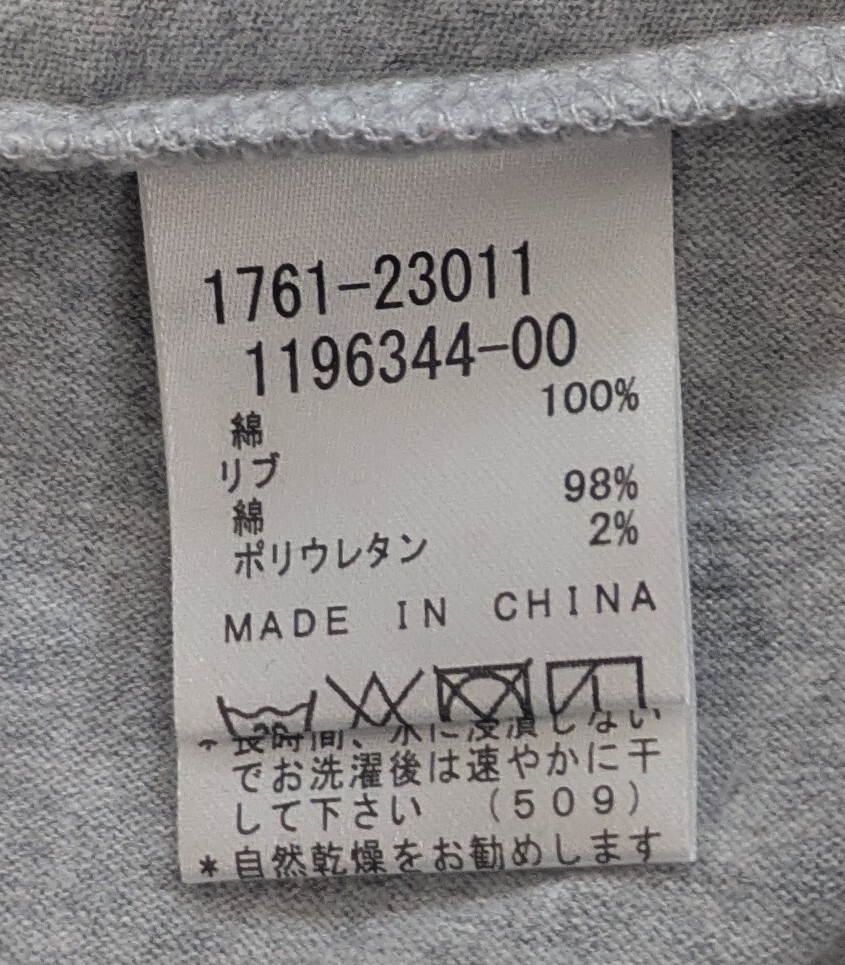 1761-23011
1196344-00
綿 100%
リブ
綿 98%
ポリウレタン 2%
MADE IN CHINA
長時間、水に浸漬しない
でお洗濯後は速やかに干
して下さい （509）
*自然乾燥をお勧めします